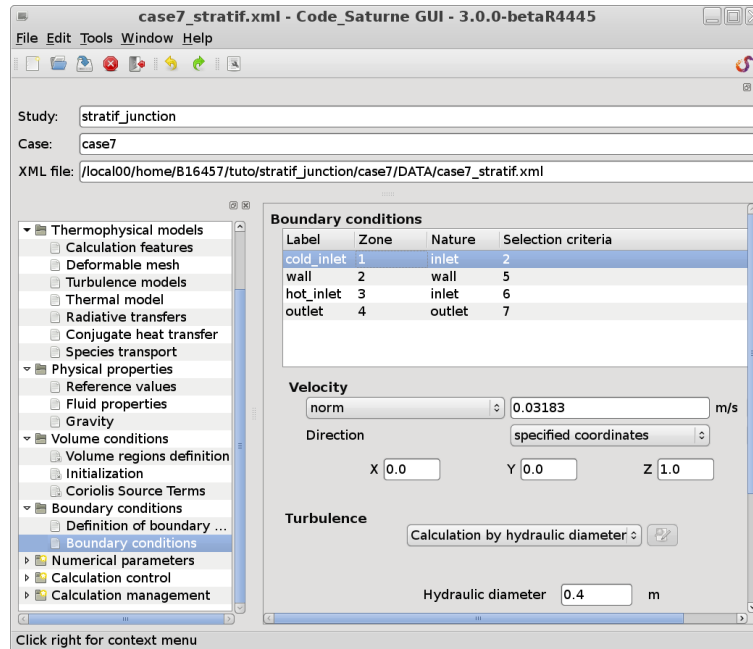 case7_stratif.xml - Code_Saturne GUI - 3.0.0-betaR4445
File Edit Tools Window Help
Study: stratif_junction
Case: case7
XML file: /local00/home/B16457/tuto/stratif_junction/case7/DATA/case7_stratif.xml
Thermophysical models
Calculation features
Deformable mesh
Turbulence models
Thermal model
Radiative transfers
Conjugate heat transfer
Species transport
Physical properties
Reference values
Fluid properties
Gravity
Volume conditions
Volume regions definition
Initialization
Coriolis Source Terms
Boundary conditions
Definition of boundary ...
Boundary conditions
Numerical parameters
Calculation control
Calculation management
Boundary conditions
Label Zone Nature Selection criteria
cold_inlet 1 inlet 2
wall 2 wall 5
hot_inlet 3 inlet 6
outlet 4 outlet 7
Velocity
norm 0.03183 m/s
Direction specified coordinates
X 0.0 Y 0.0 Z 1.0
Turbulence
Calculation by hydraulic diameter
Hydraulic diameter 0.4 m
Click right for context menu